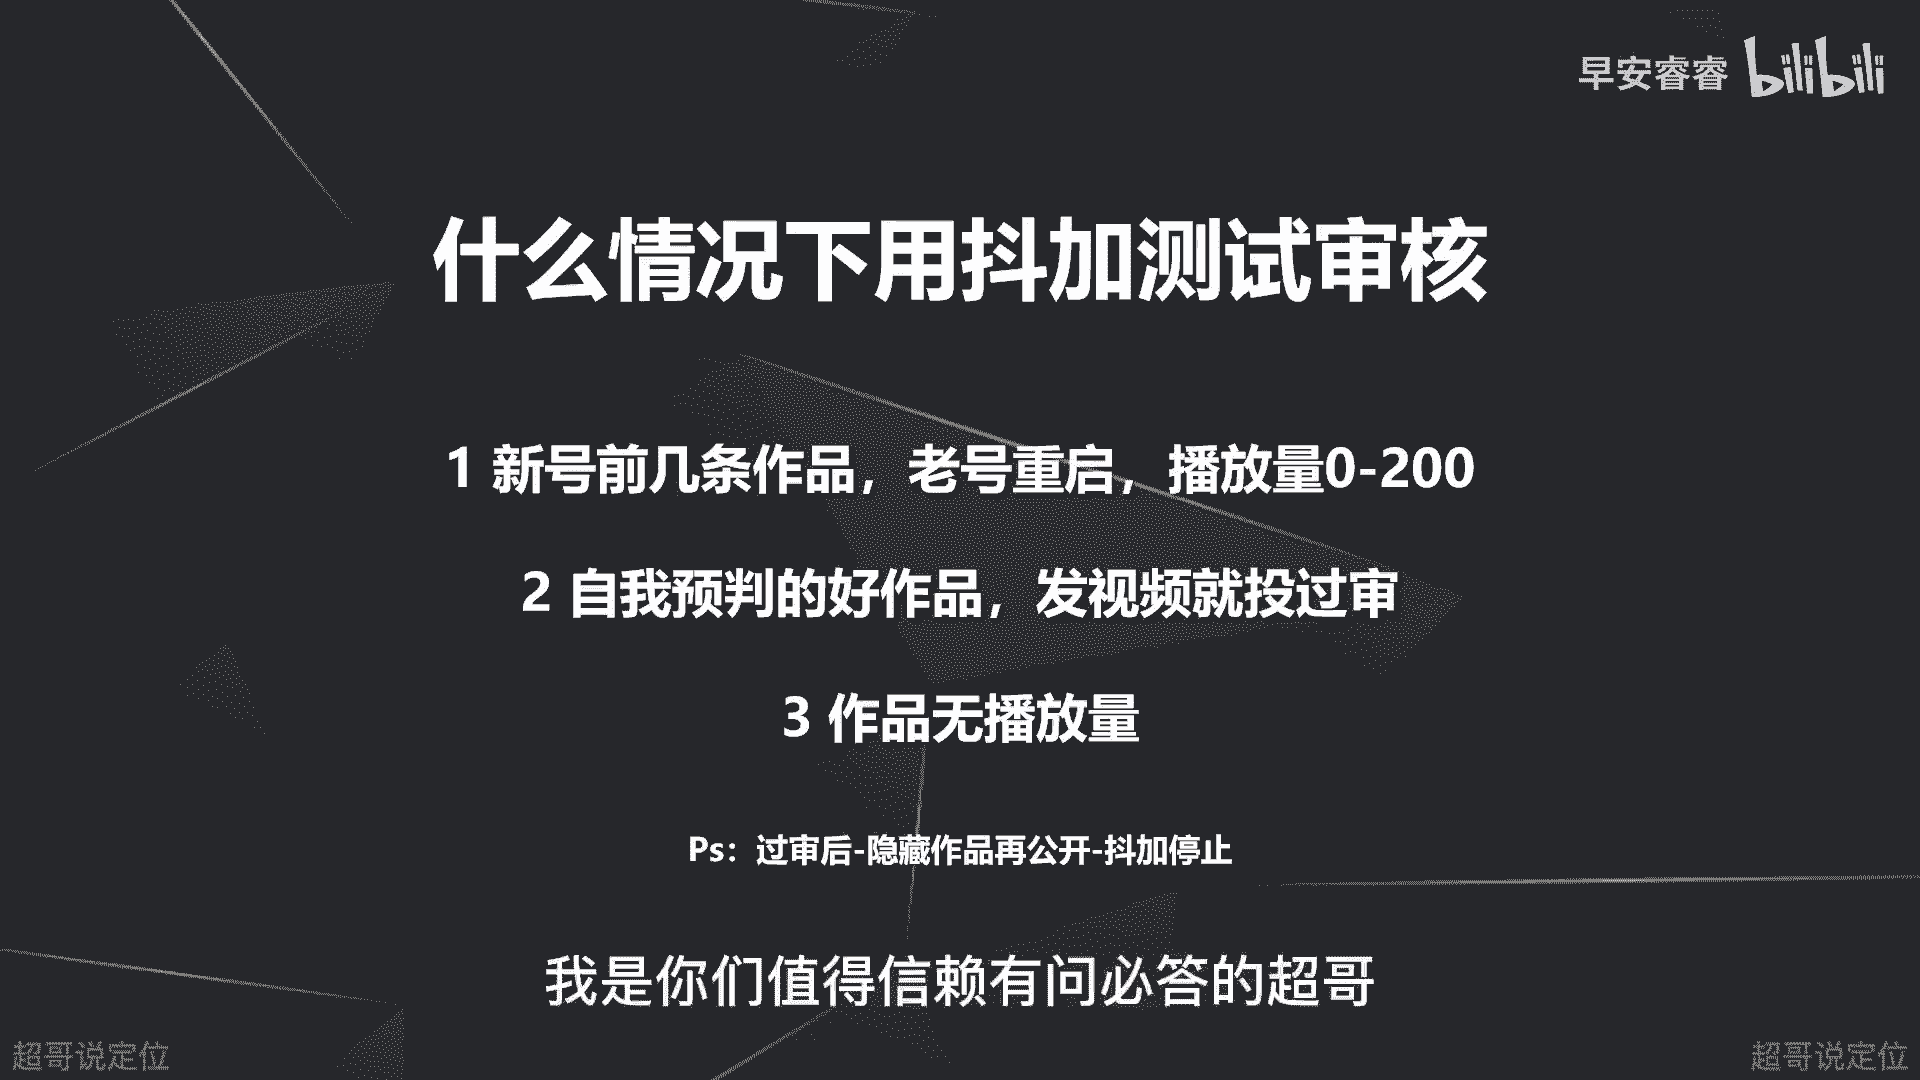 早安睿睿 bilibili
什么情况下用抖加测试审核
1 新号前几条作品，老号重启，播放量0-200
2 自我预判的好作品，发视频就投过审
3 作品无播放量
Ps：过审后-隐藏作品再公开-抖加停止
我是你们值得信赖有问必答的超哥
超哥说定位
超哥说定位